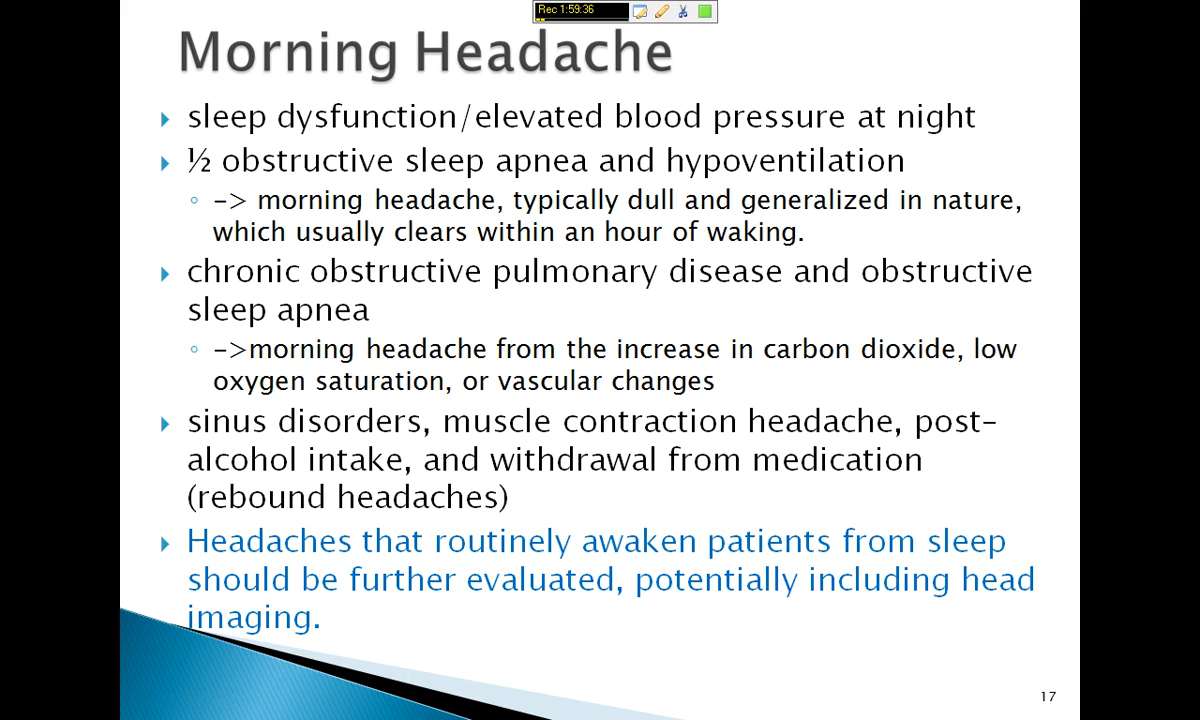 Rec 1:59:36
Morning Headache
sleep dysfunction/elevated blood pressure at night
½ obstructive sleep apnea and hypoventilation
-> morning headache, typically dull and generalized in nature,
which usually clears within an hour of waking.
chronic obstructive pulmonary disease and obstructive
sleep apnea
->morning headache from the increase in carbon dioxide, low
oxygen saturation, or vascular changes
sinus disorders, muscle contraction headache, post-
alcohol intake, and withdrawal from medication
(rebound headaches)
Headaches that routinely awaken patients from sleep
should be further evaluated, potentially including head
imaging.
17